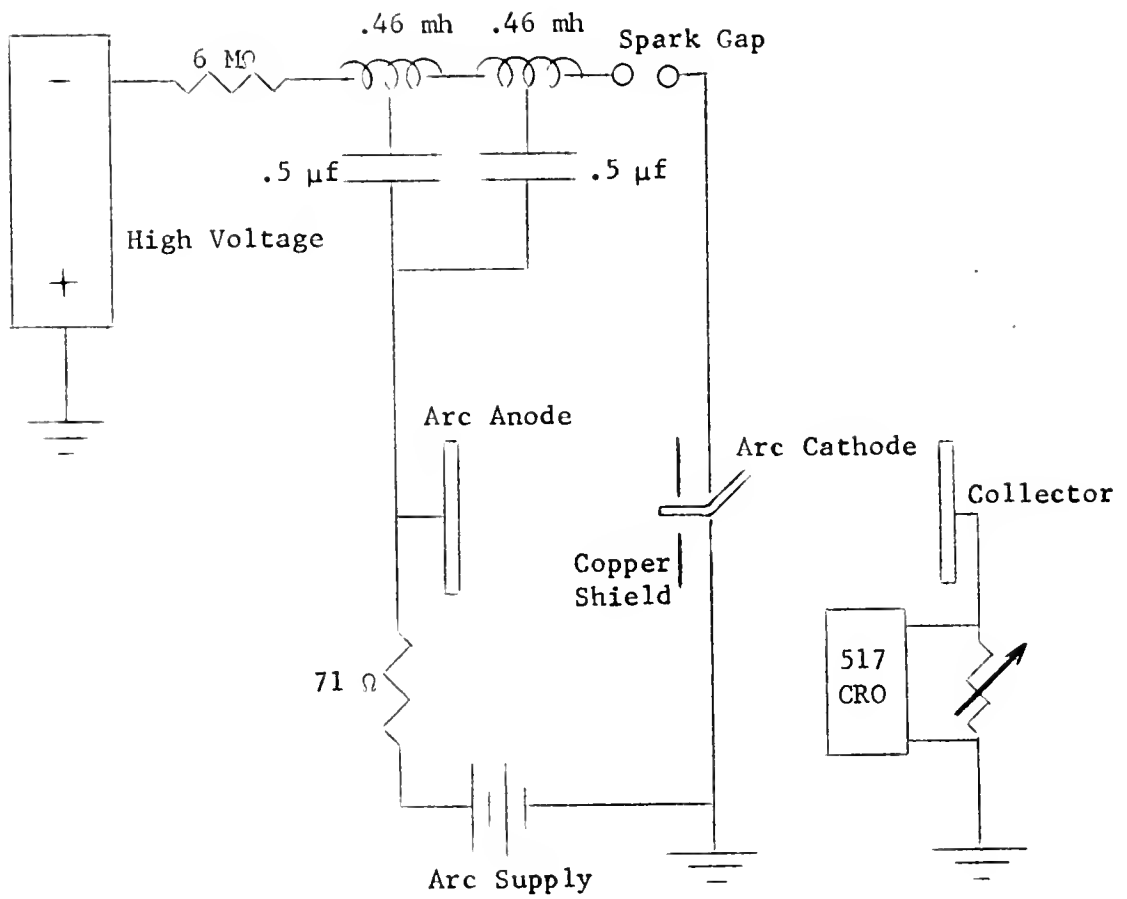 .46 mh .46 mh
Spark Gap
6 MΩ
−
.5 μf
.5 μf
High Voltage
+
Arc Anode
Arc Cathode
Collector
Copper
Shield
517
CRO
71 Ω
Arc Supply